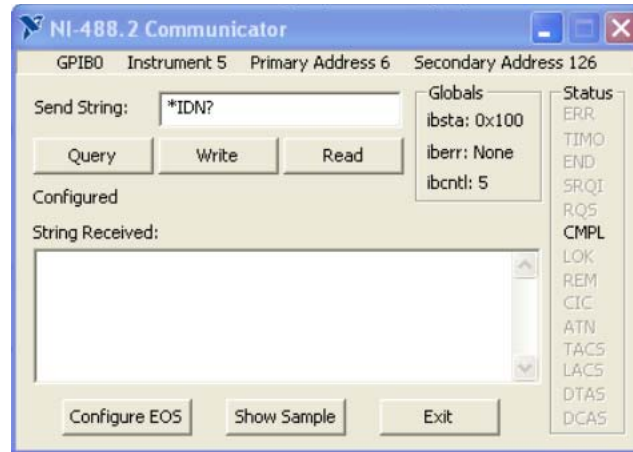 NI-488.2 Communicator
GPIB0 Instrument 5 Primary Address 6 Secondary Address 126
Send String: *IDN?
Query Write Read
Configured
String Received:
Configure EOS Show Sample Exit
Globals
ibsta: 0x100
iberr: None
ibcntl: 5
Status
ERR
TIMO
END
SRQI
RQS
CMPL
LOK
REM
CIC
ATN
TACS
LACS
DTAS
DCAS